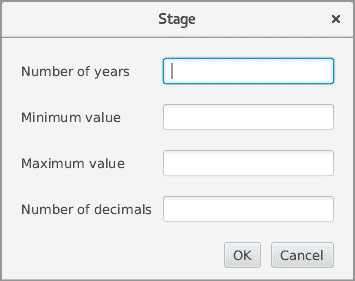 Stage
Number of years
Minimum value
Maximum value
Number of decimals
OK Cancel